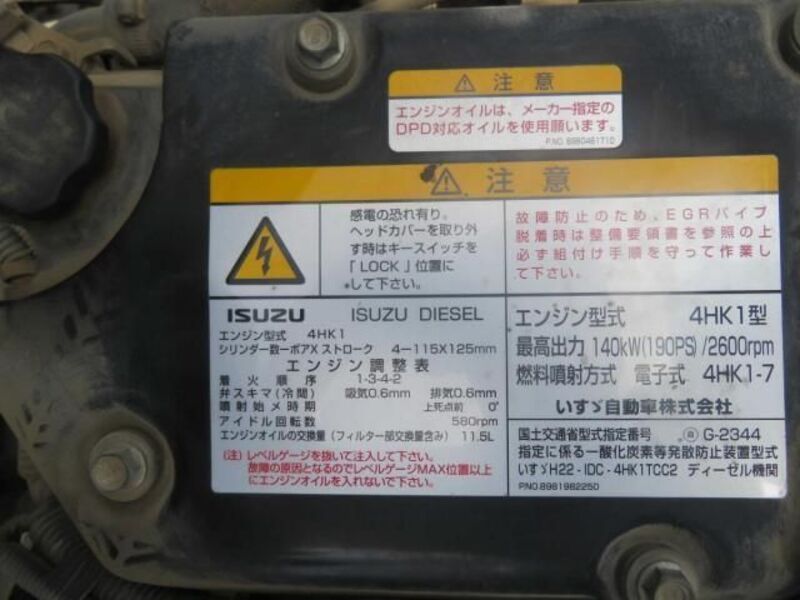 注意
エンジンオイルは、メーカー指定の
DPD対応オイルを使用願います。
P.NO. 8980461710
注意
感電の恐れ有り。
ヘッドカバーを取り外
す時はキースイッチを
「LOCK」位置に
して下さい。
故障防止のため、EGRパイプ
脱着時は整備要領書を参照の上
必ず組付け手順を守って作業し
て下さい。
ISUZU ISUZU DIESEL
エンジン型式 4HK1
シリンダー数ーボアX ストローク 4-115X125mm
エンジン調整表
着火順序 1-3-4-2
弁スキマ(冷間) 吸気0.6mm 排気0.6mm
噴射始メ時期 上死点前 0°
アイドル回転数 580rpm
エンジンオイルの交換量(フィルター部交換量含み) 11.5L
(注)レベルゲージを抜いて注入して下さい。
故障の原因となるのでレベルゲージMAX位置以上
にエンジンオイルを入れないで下さい。
エンジン型式 4HK1型
最高出力 140kW(190PS)/2600rpm
燃料噴射方式 電子式 4HK1-7
いすゞ自動車株式会社
国土交通省型式指定番号 ⓐ G-2344
指定に係る一酸化炭素等発散防止装置型式
いすゞH22-IDC-4HK1TCC2 ディーゼル機関
P.NO.8981982250